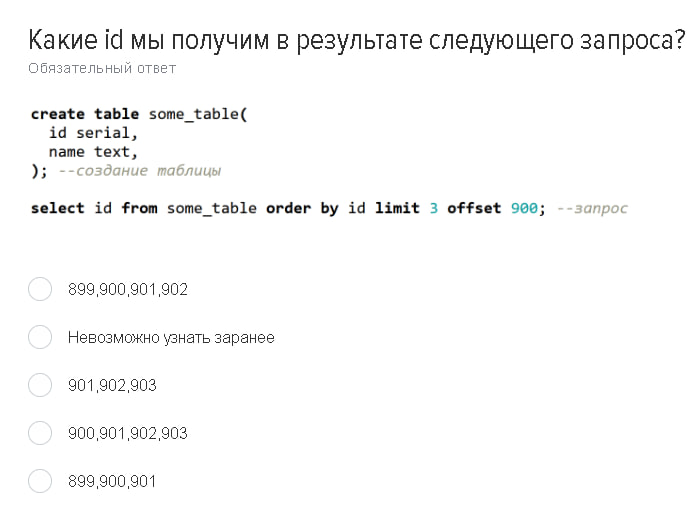 Какие id мы получим в результате следующего запроса?
Обязательный ответ
create table some_table(
id serial,
name text,
); --создание таблицы
select id from some_table order by id limit 3 offset 900; --запрос
899,900,901,902
Невозможно узнать заранее
901,902,903
900,901,902,903
899,900,901